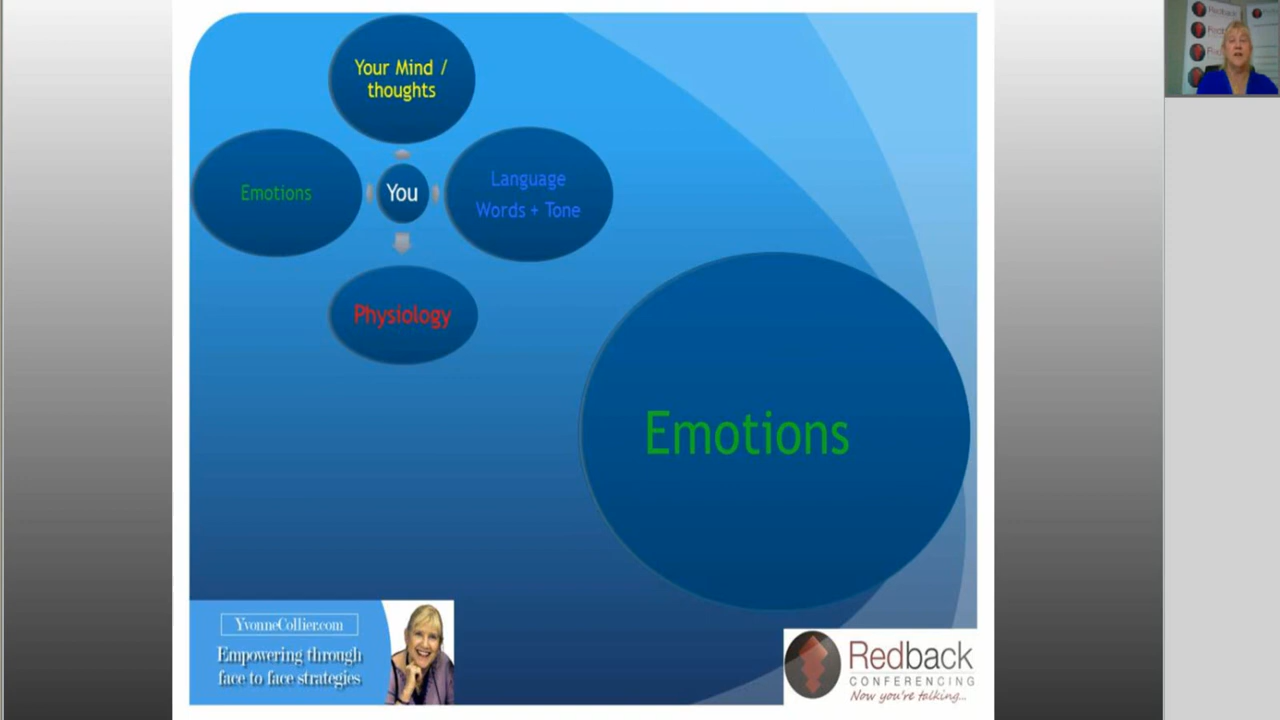 Your Mind /
thoughts
Emotions
You
Language
Words + Tone
Physiology
Emotions
YvonneCollier.com
Empowering through
face to face strategies
Redback
CONFERENCING
Now you're talking...
Redback